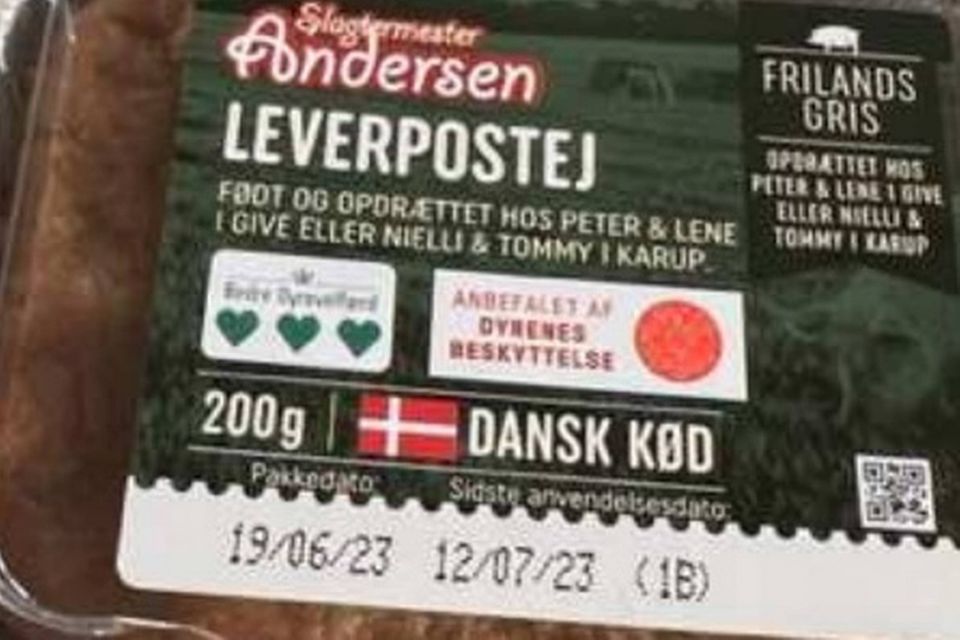 Slagtermester
Andersen
LEVERPOSTEJ
FØDT OG OPDRÆTTET HOS PETER & LENE
I GIVE ELLER NIELLI & TOMMY I KARUP.
Bedre Dyrevelfærd
ANBEFALET AF
DYRENES
BESKYTTELSE
200g
DANSK KØD
Pakkedato:
Sidste anvendelsesdato:
19/06/23 12/07/23 (1B)
FRILANDS
GRIS
OPDRÆTTET HOS
PETER & LENE I GIVE
ELLER NIELLI &
TOMMY I KARUP